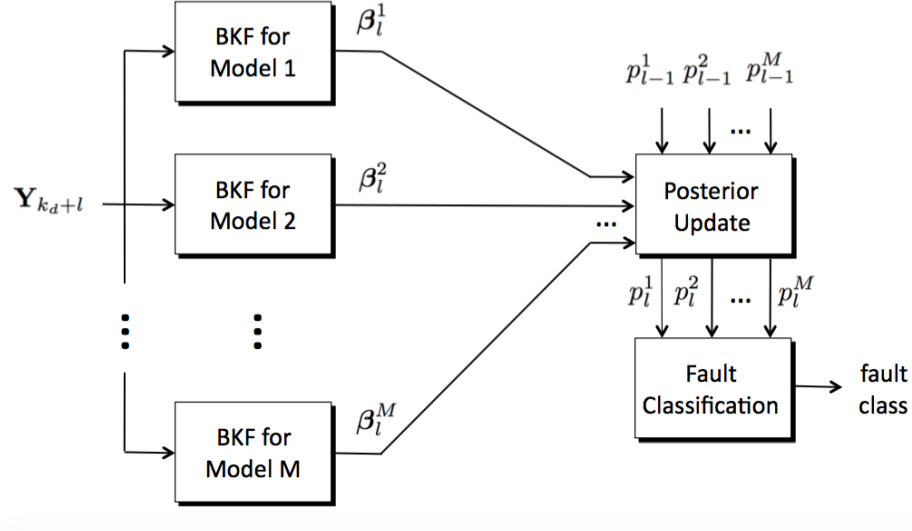 BKF for
Model 1
β_l^1
p_{l-1}^1 p_{l-1}^2 p_{l-1}^M
...
Y_{k_d+l}
BKF for
Model 2
β_l^2
...
Posterior
Update
p_l^1 p_l^2 ... p_l^M
Fault
Classification
fault
class
BKF for
Model M
β_l^M